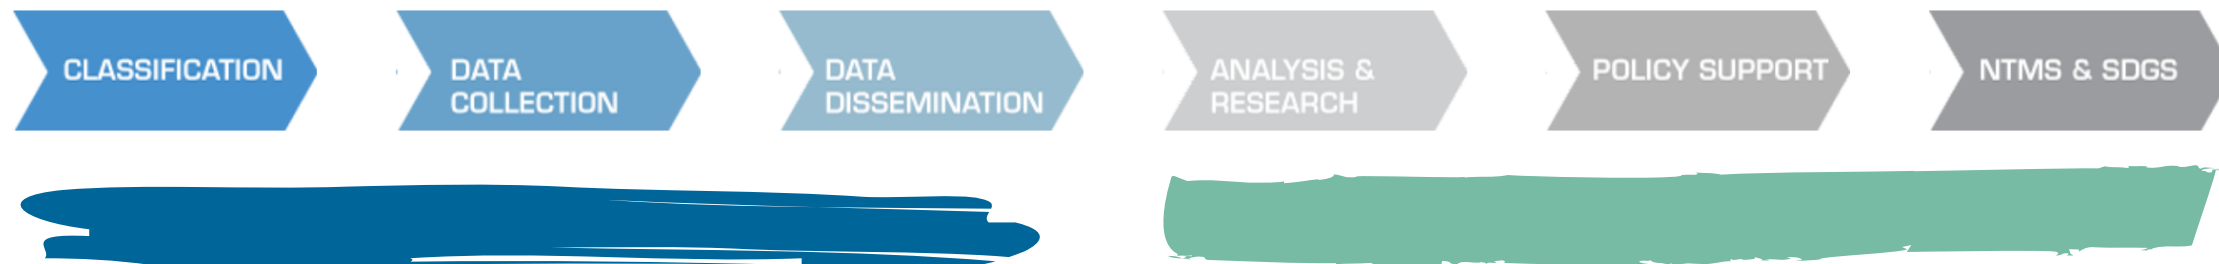 CLASSIFICATION
DATA
COLLECTION
DATA
DISSEMINATION
ANALYSIS &
RESEARCH
POLICY SUPPORT
NTMS & SDGS